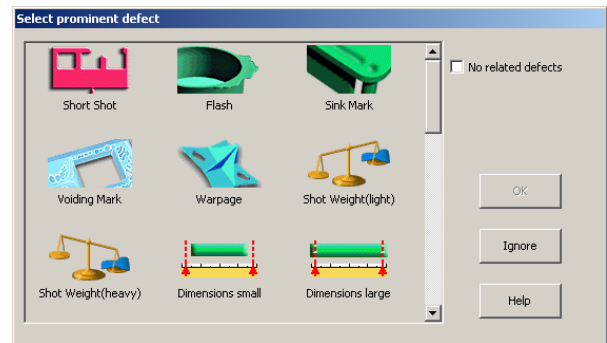 Select prominent defect
Short Shot
Flash
Sink Mark
No related defects
Voiding Mark
Warpage
Shot Weight(light)
OK
Shot Weight(heavy)
Dimensions small
Dimensions large
Ignore
Help